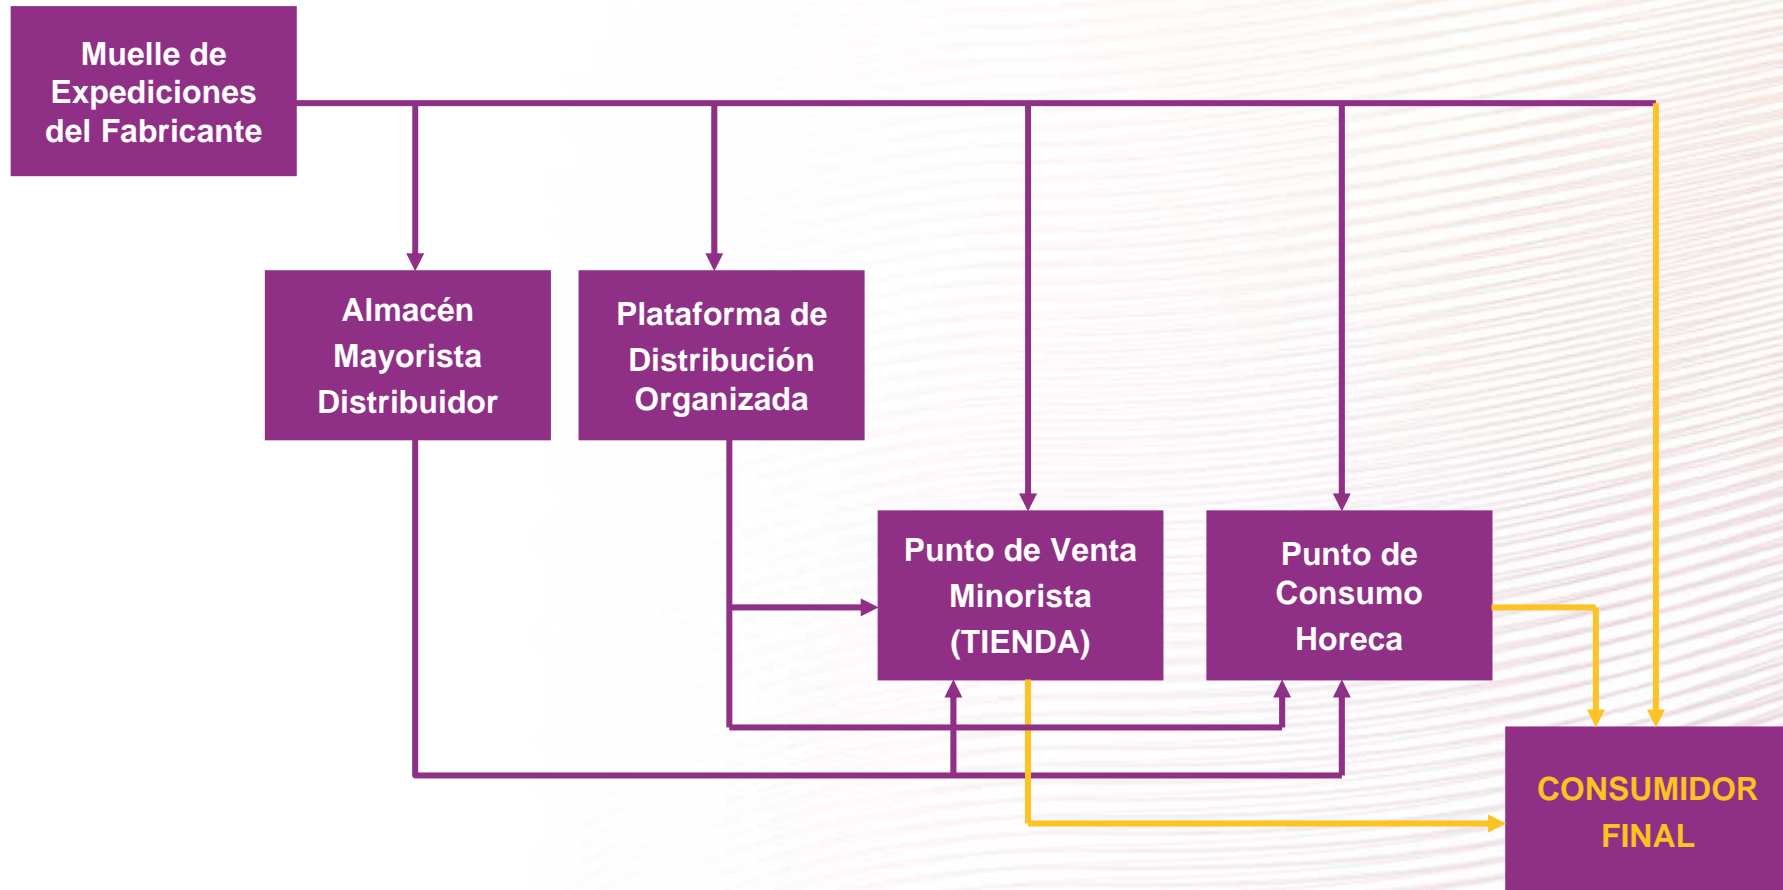 Muelle de
Expediciones
del Fabricante
Almacén
Mayorista
Distribuidor
Plataforma de
Distribución
Organizada
Punto de Venta
Minorista
(TIENDA)
Punto de
Consumo
Horeca
CONSUMIDOR
FINAL